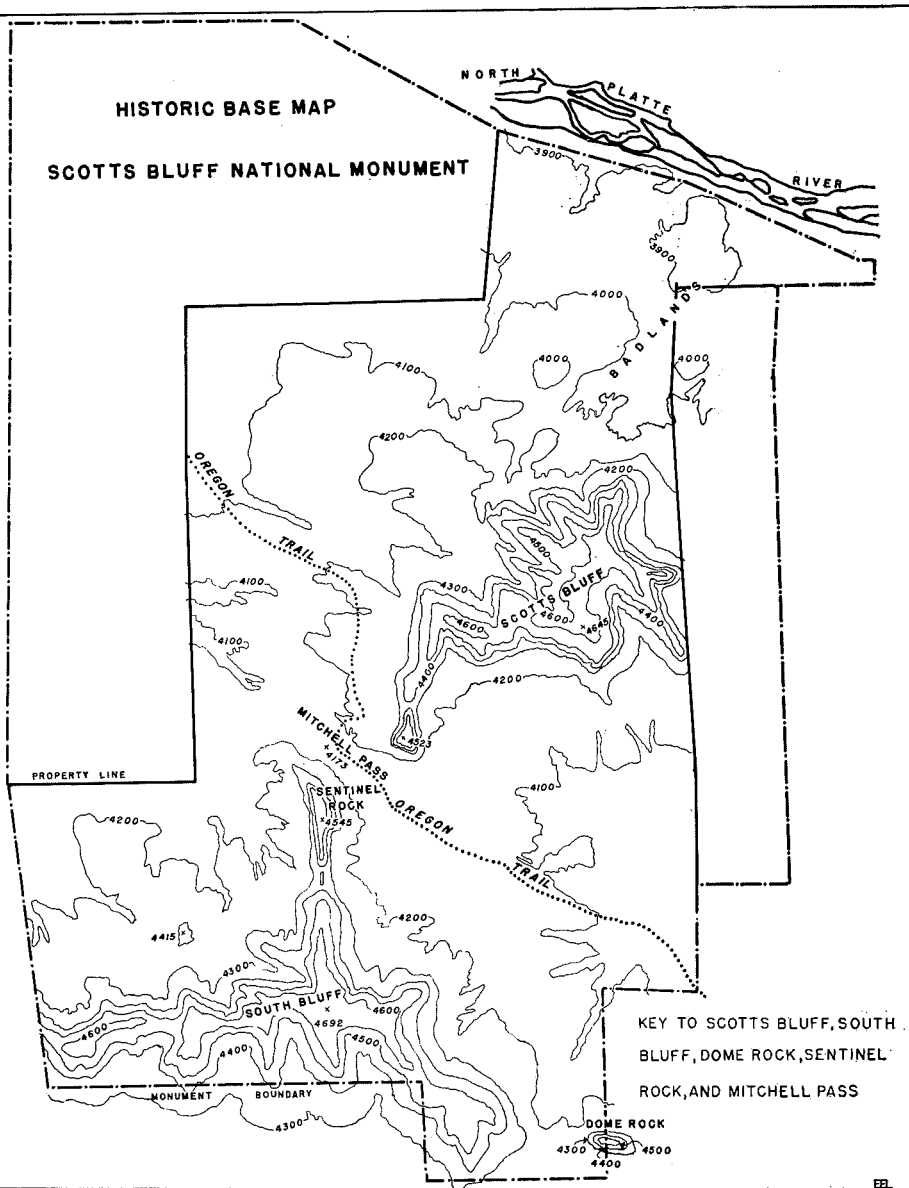 NORTH PLATTE RIVER
HISTORIC BASE MAP
SCOTTS BLUFF NATIONAL MONUMENT
3900
3900
BADLANDS
4000
4000
4000
4100
4200
4200
OREGON TRAIL
4500
4300
SCOTTS BLUFF
4100
4600
4600
4645
4400
4100
4400
4200
MITCHELL PASS
4523
4173
PROPERTY LINE
SENTINEL
ROCK
4100
4545
OREGON TRAIL
4200
4200
4415
4300
SOUTH BLUFF
4600
4692
4600
4500
4400
MONUMENT BOUNDARY
4300
KEY TO SCOTTS BLUFF, SOUTH
BLUFF, DOME ROCK, SENTINEL
ROCK, AND MITCHELL PASS
DOME ROCK
4300
4500
4400